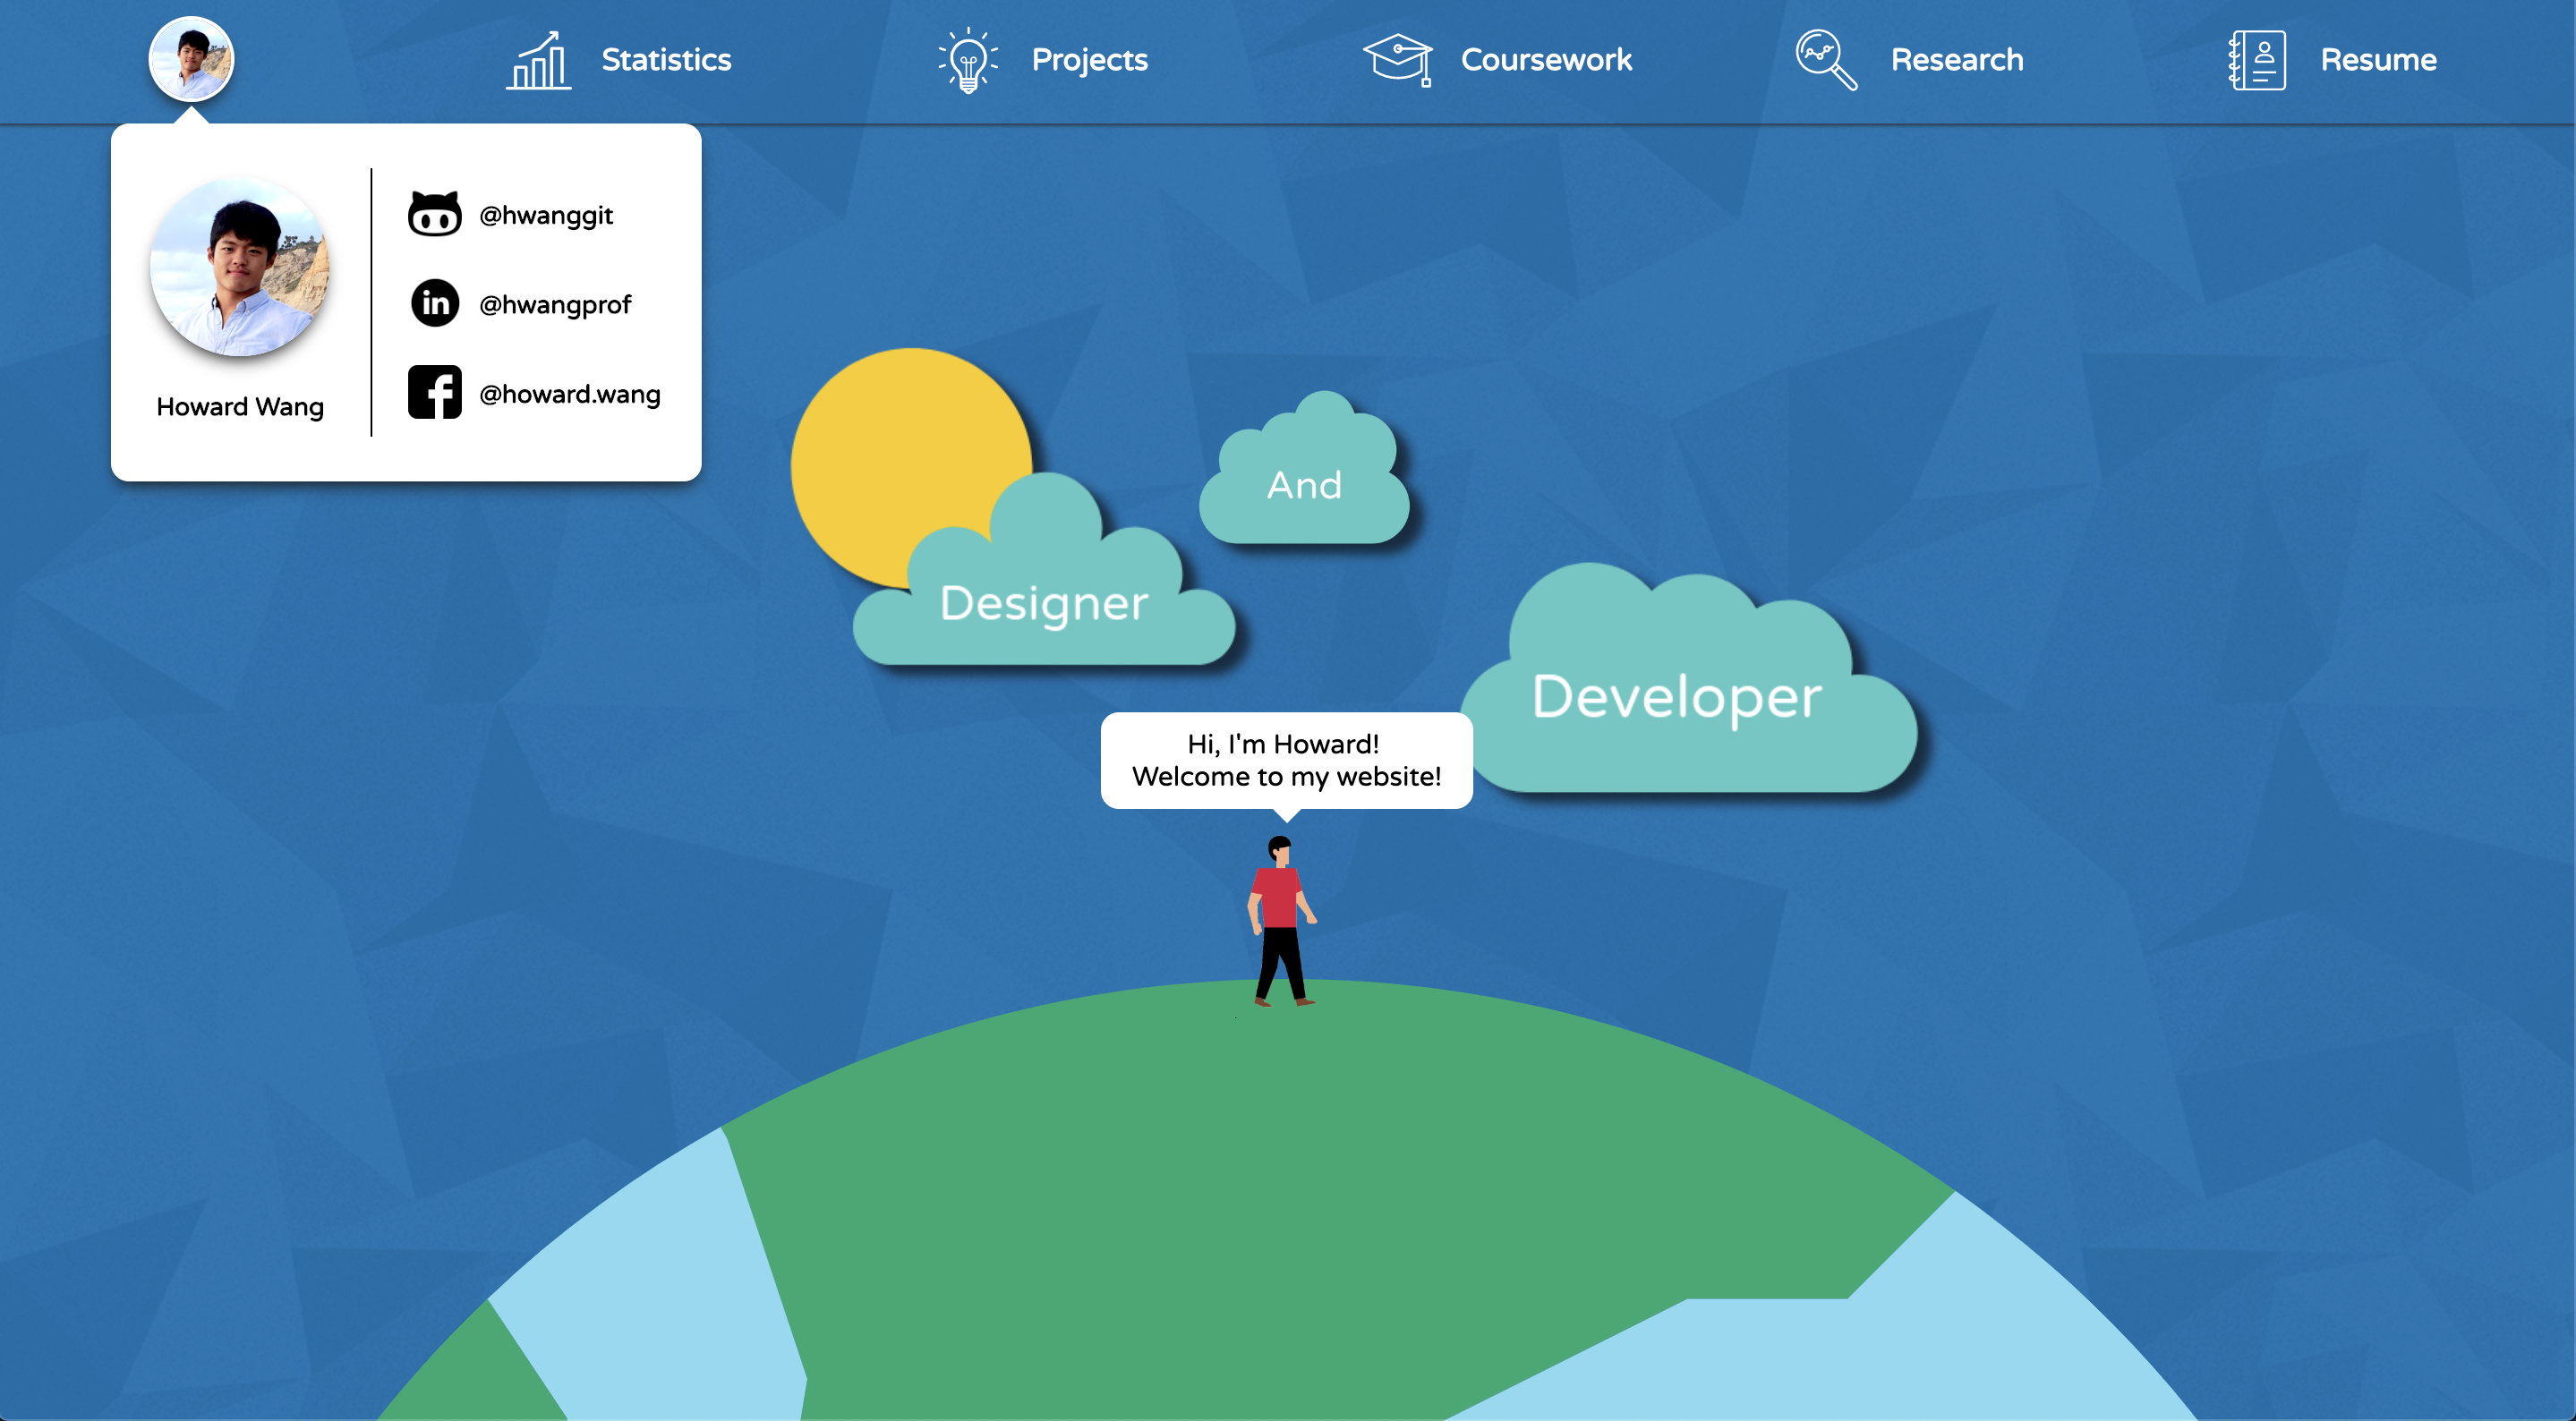 Statistics
Projects
Coursework
Research
Resume
@hwanggit
in @hwangprof
f @howard.wang
Howard Wang
And
Designer
Developer
Hi, I'm Howard!
Welcome to my website!